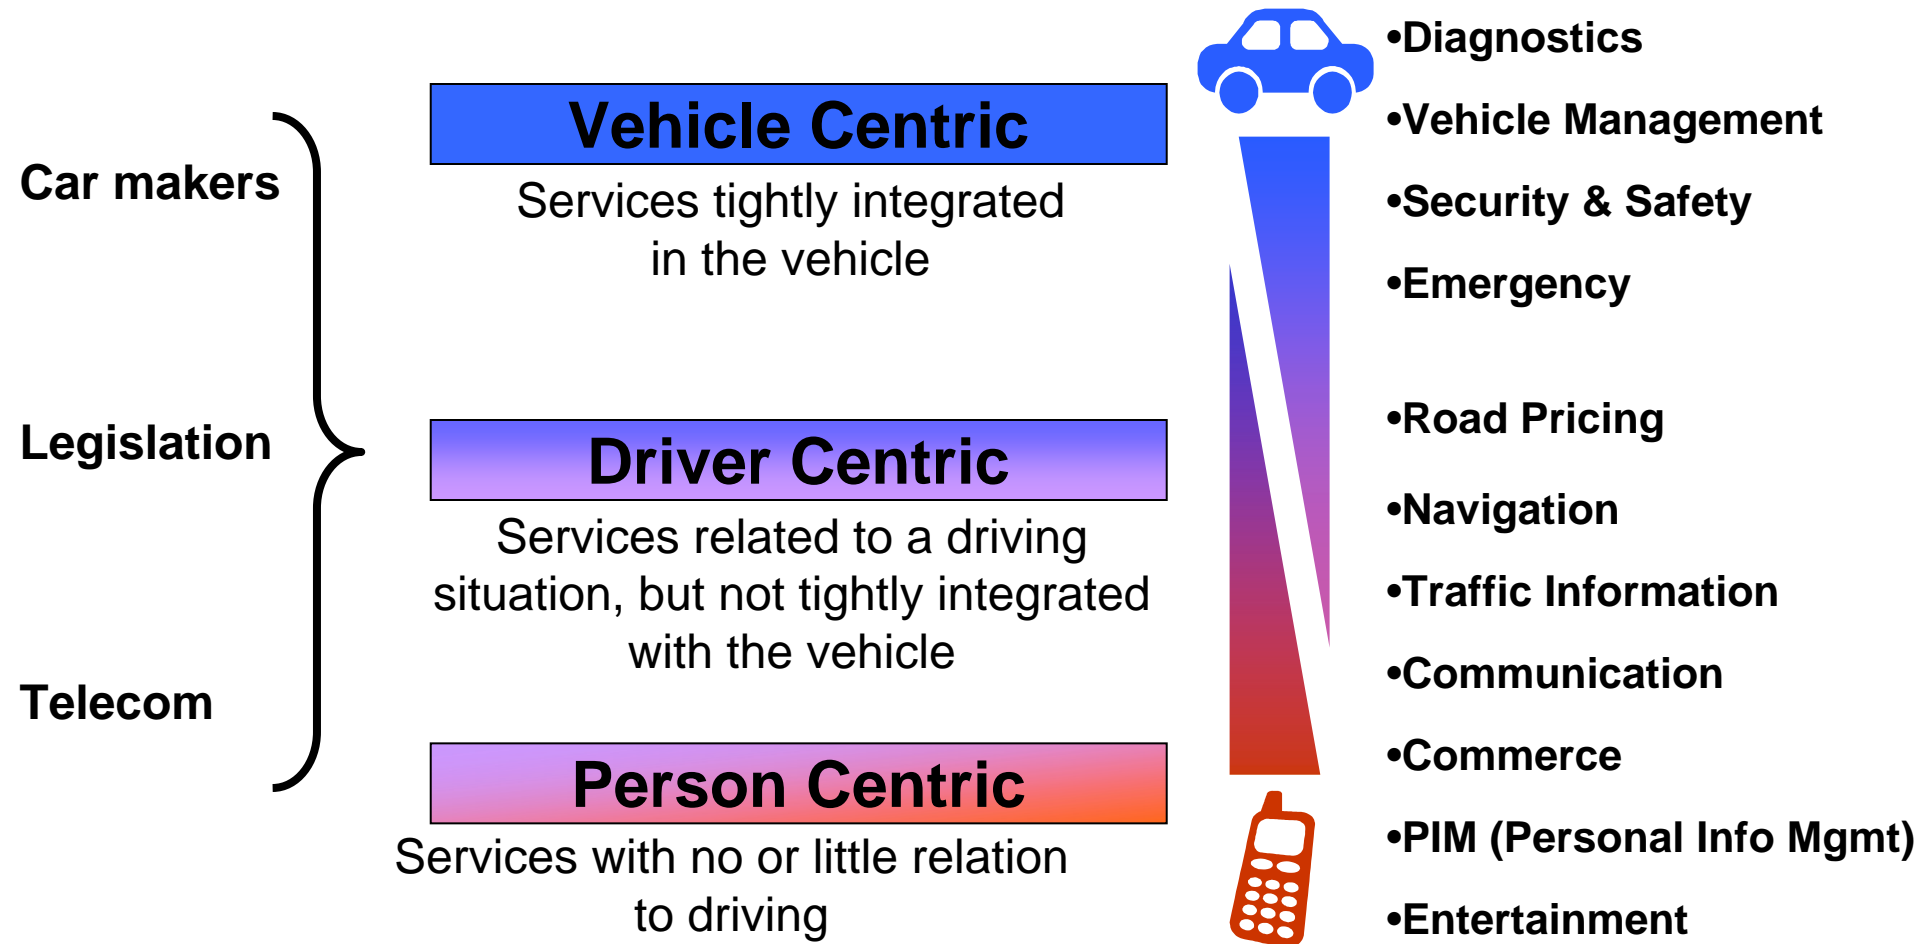 Car makers
Legislation
Telecom
Vehicle Centric
Services tightly integrated
in the vehicle
Driver Centric
Services related to a driving
situation, but not tightly integrated
with the vehicle
Person Centric
Services with no or little relation
to driving
•Diagnostics
•Vehicle Management
•Security & Safety
•Emergency
•Road Pricing
•Navigation
•Traffic Information
•Communication
•Commerce
•PIM (Personal Info Mgmt)
•Entertainment